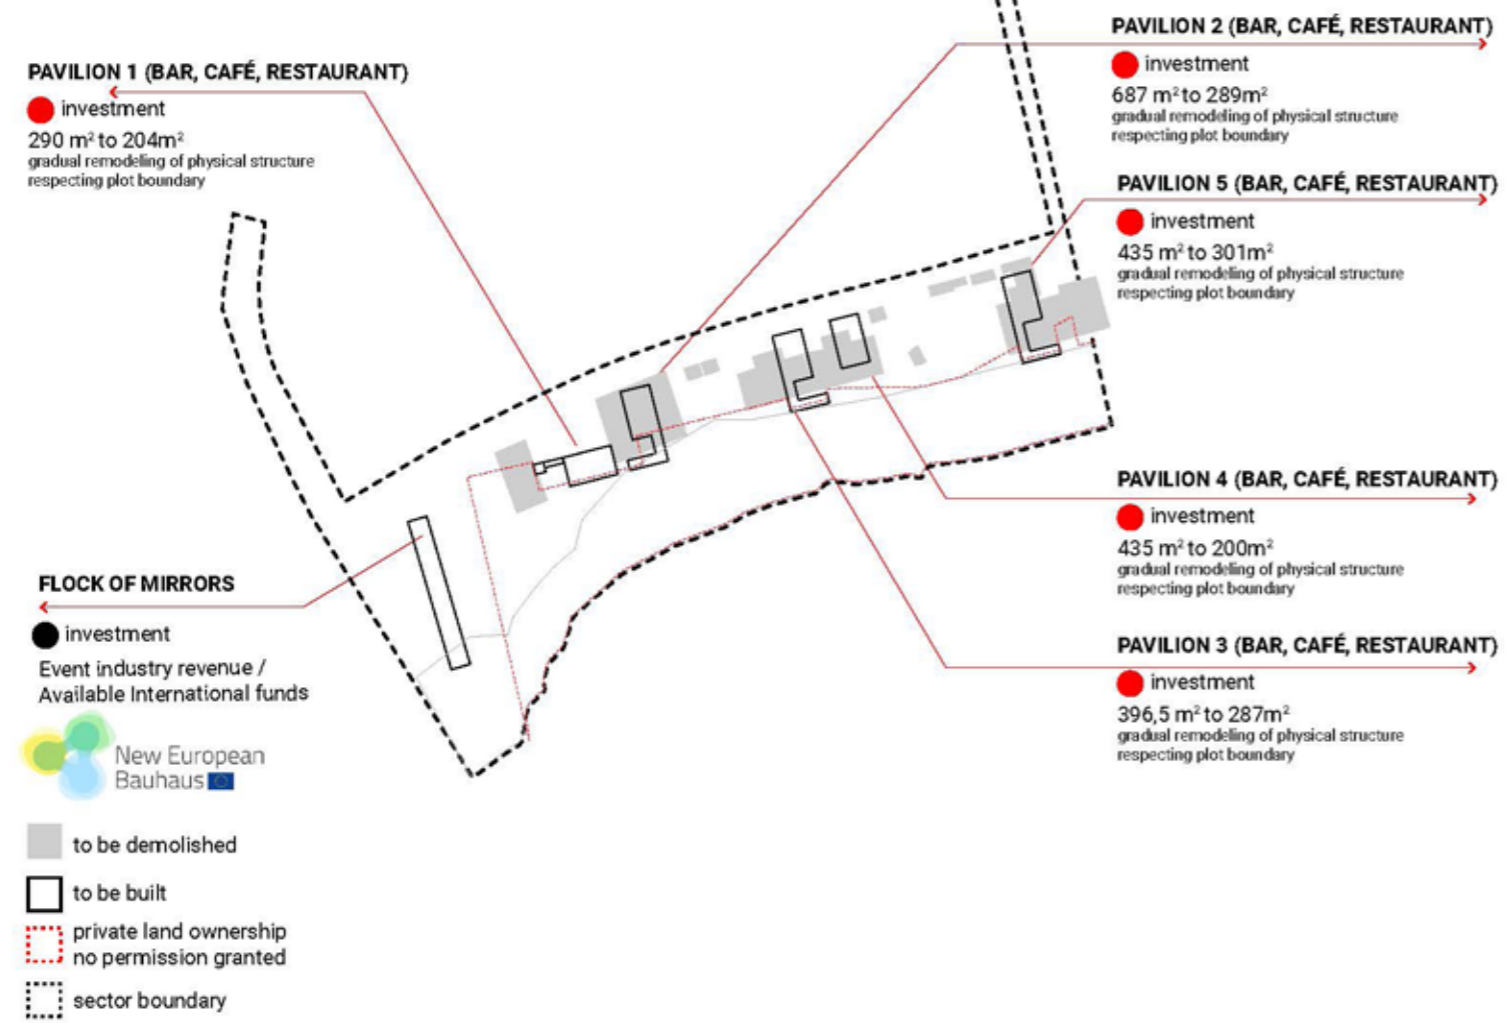 PAVILION 1 (BAR, CAFÉ, RESTAURANT)
investment
290 m² to 204m²
gradual remodeling of physical structure
respecting plot boundary
PAVILION 2 (BAR, CAFÉ, RESTAURANT)
investment
687 m² to 289m²
gradual remodeling of physical structure
respecting plot boundary
PAVILION 5 (BAR, CAFÉ, RESTAURANT)
investment
435 m² to 301m²
gradual remodeling of physical structure
respecting plot boundary
PAVILION 4 (BAR, CAFÉ, RESTAURANT)
investment
435 m² to 200m²
gradual remodeling of physical structure
respecting plot boundary
PAVILION 3 (BAR, CAFÉ, RESTAURANT)
investment
396,5 m² to 287m²
gradual remodeling of physical structure
respecting plot boundary
FLOCK OF MIRRORS
investment
Event industry revenue /
Available International funds
New European
Bauhaus
to be demolished
to be built
private land ownership
no permission granted
sector boundary